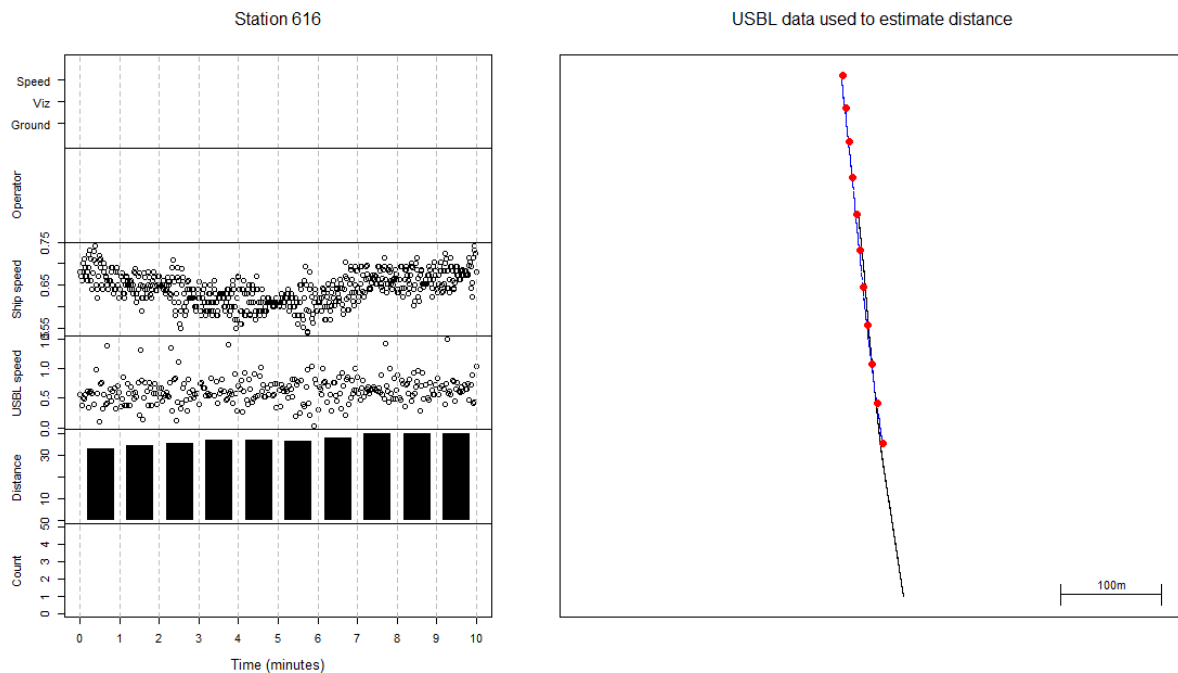 Station 616
USBL data used to estimate distance
Speed
Viz
Ground
Operator
Ship speed
0.75
0.65
0.55
USBL speed
1.5
1.0
0.5
0.0
Distance
30
10
0
Count
5
4
3
2
1
0
0 1 2 3 4 5 6 7 8 9 10
Time (minutes)
100m